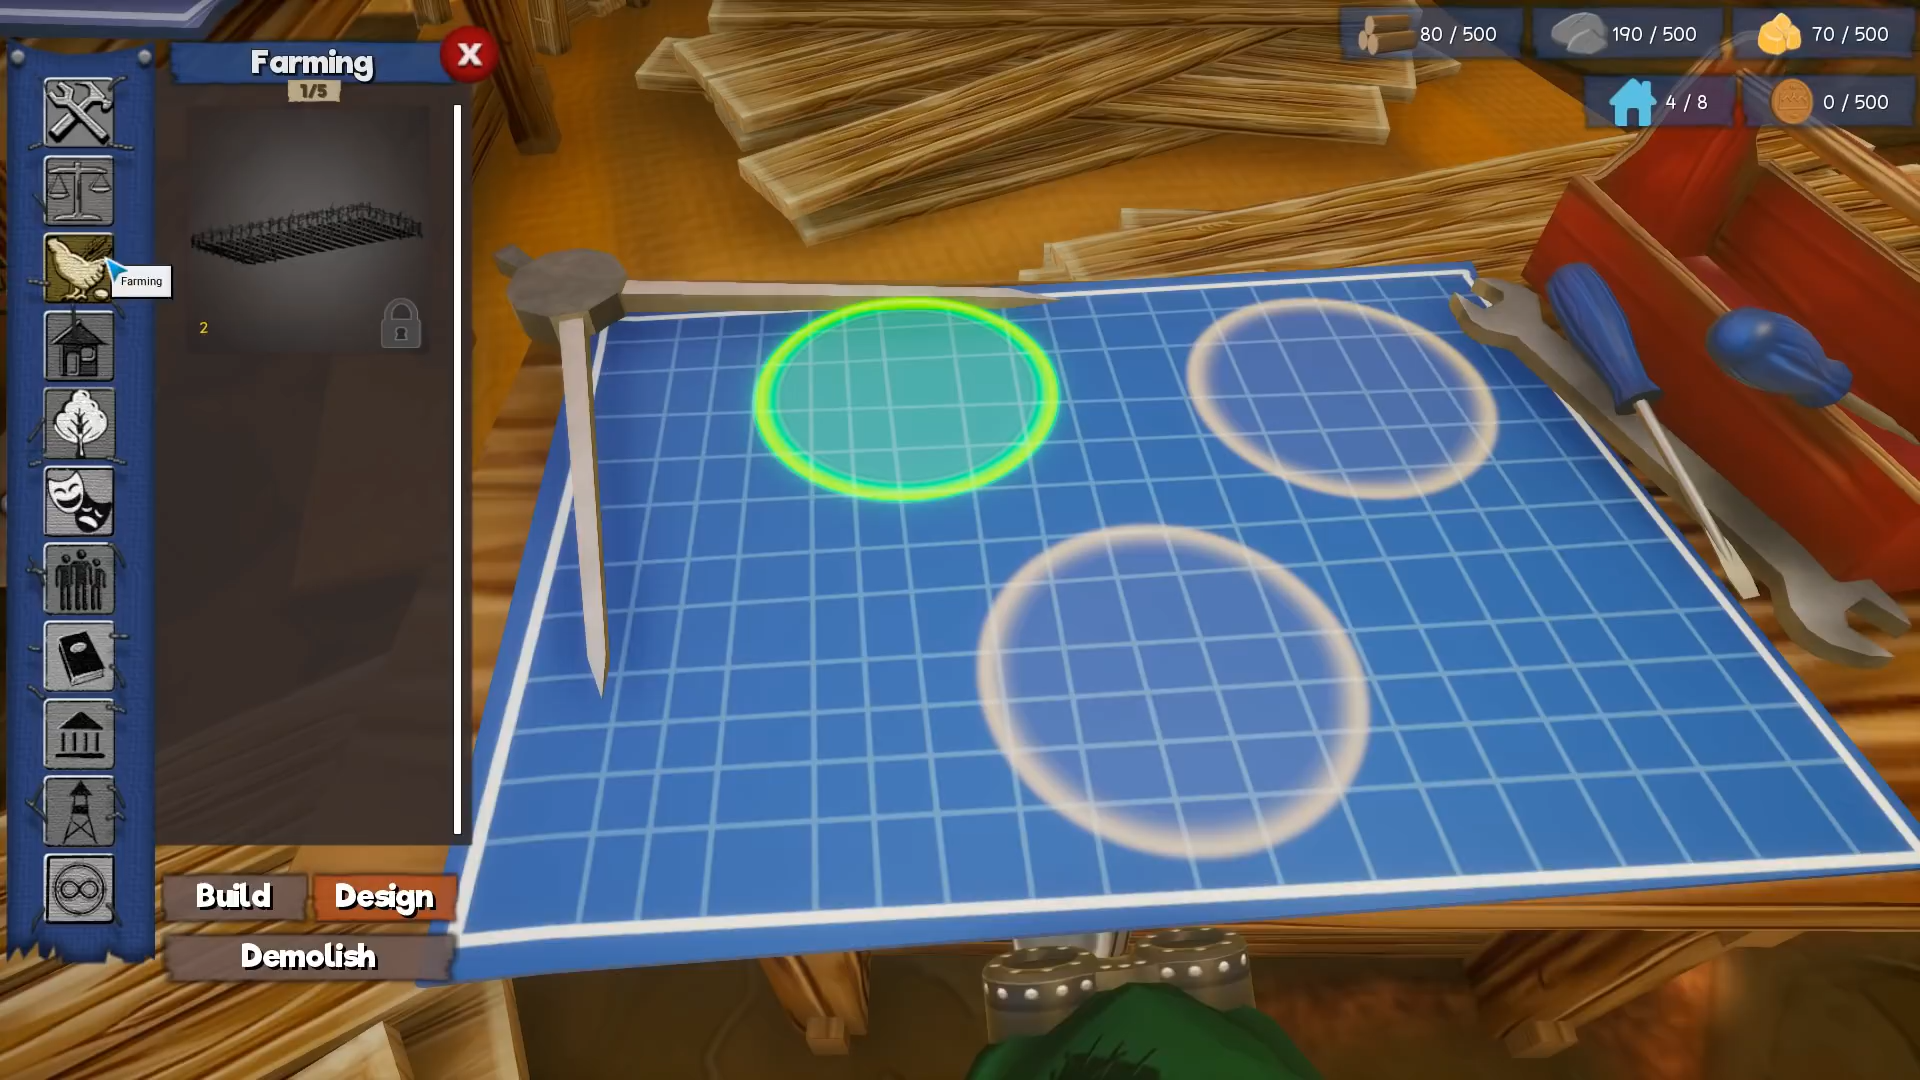 Farming
1/5
80 / 500
190 / 500
70 / 500
4 / 8
0 / 500
Farming
2
Build
Design
Demolish